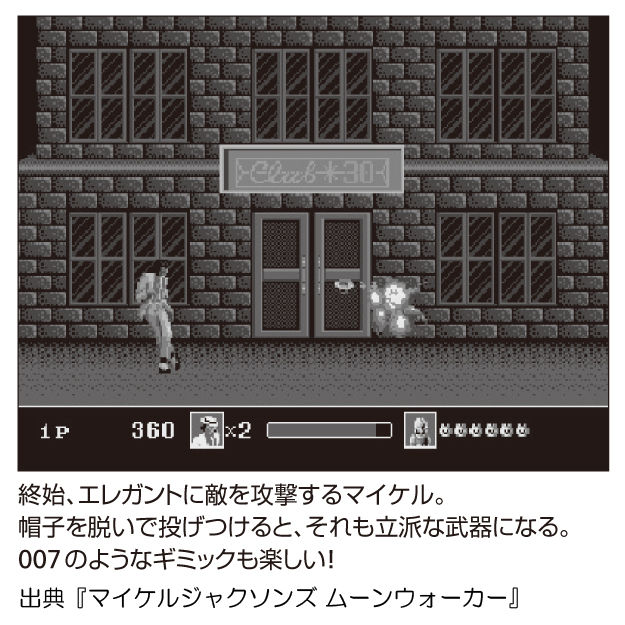 Club*30
1P 360 x2
終始、エレガントに敵を攻撃するマイケル。
帽子を脱いで投げつけると、それも立派な武器になる。
007のようなギミックも楽しい!
出典『マイケルジャクソンズ ムーンウォーカー』